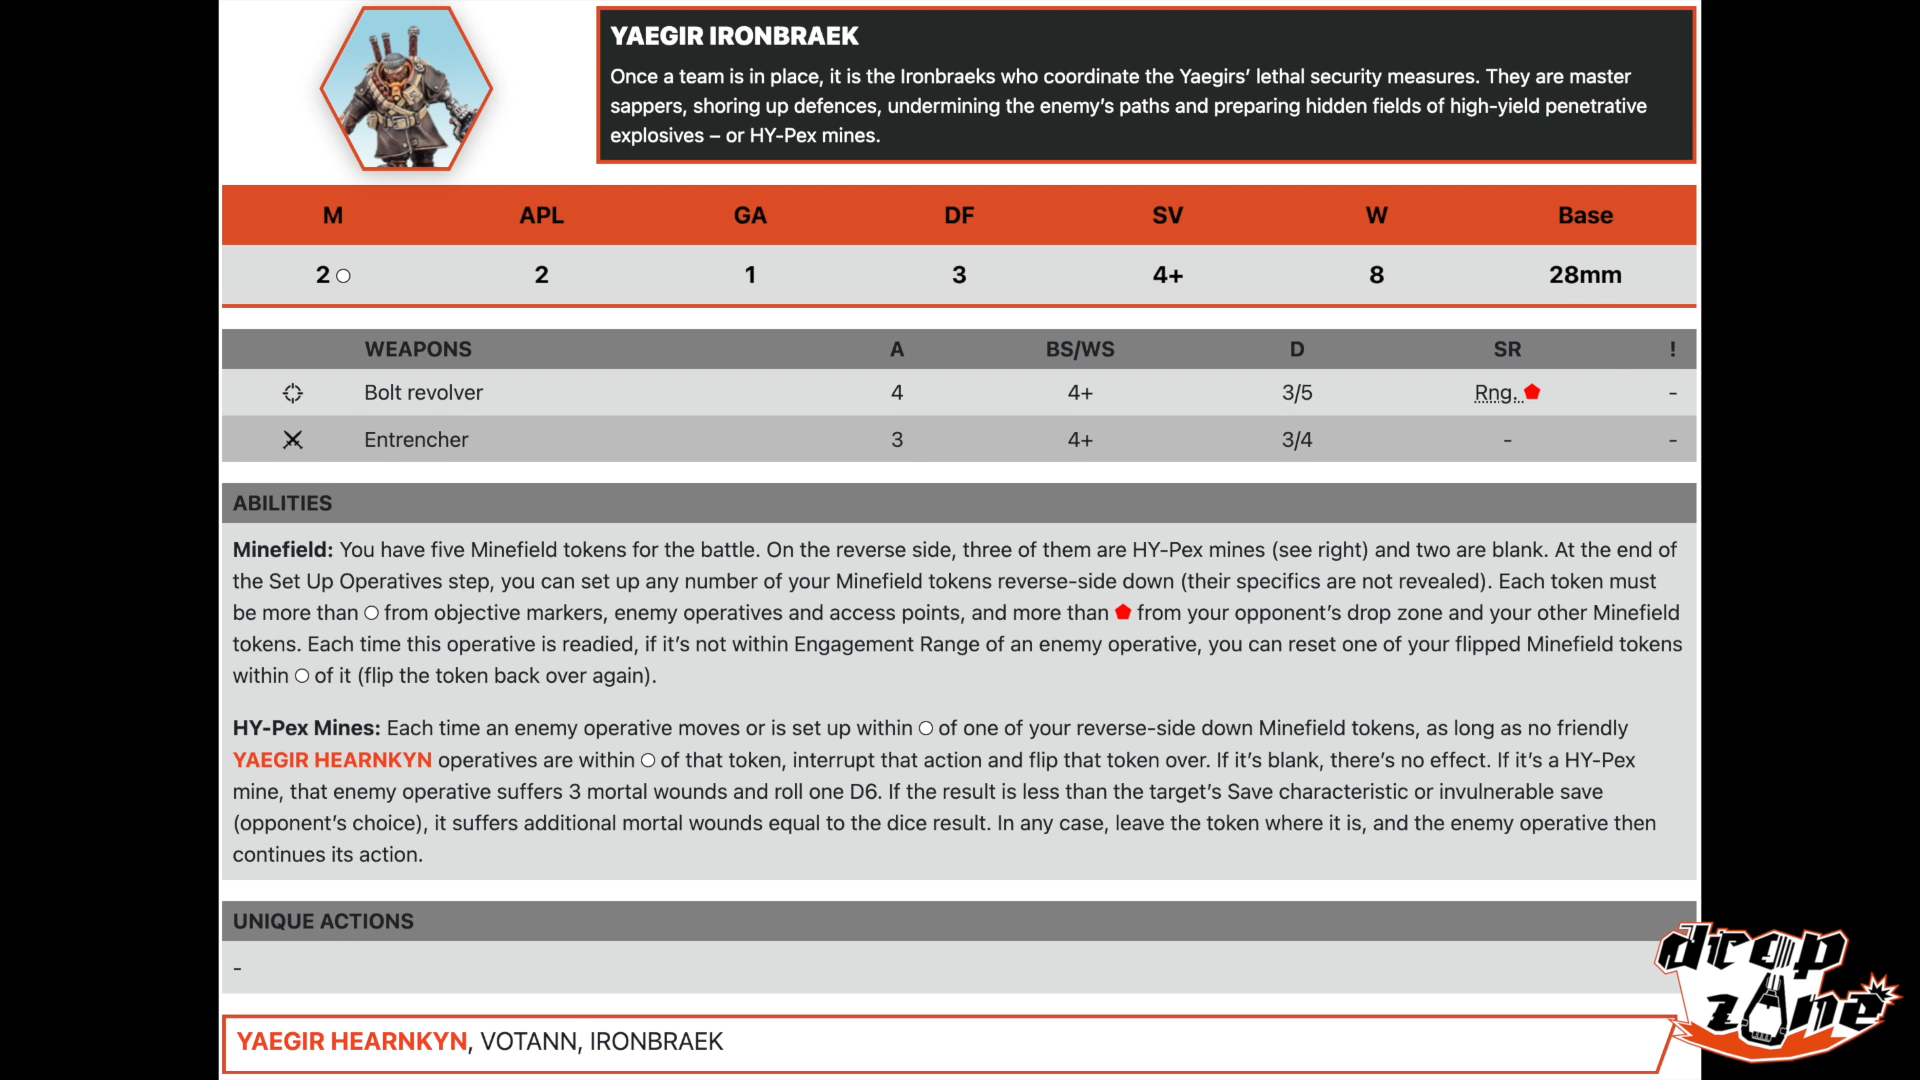 YAEGIR IRONBRAEK
Once a team is in place, it is the Ironbraeks who coordinate the Yaegirs’ lethal security measures. They are master
sappers, shoring up defences, undermining the enemy’s paths and preparing hidden fields of high-yield penetrative
explosives – or HY-Pex mines.
M APL GA DF SV W Base
2 2 1 3 4+ 8 28mm
WEAPONS A BS/WS D SR !
Bolt revolver 4 4+ 3/5 Rng. -
Entrencher 3 4+ 3/4 - -
ABILITIES
Minefield: You have five Minefield tokens for the battle. On the reverse side, three of them are HY-Pex mines (see right) and two are blank. At the end of
the Set Up Operatives step, you can set up any number of your Minefield tokens reverse-side down (their specifics are not revealed). Each token must
be more than from objective markers, enemy operatives and access points, and more than from your opponent’s drop zone and your other Minefield
tokens. Each time this operative is readied, if it’s not within Engagement Range of an enemy operative, you can reset one of your flipped Minefield tokens
within of it (flip the token back over again).
HY-Pex Mines: Each time an enemy operative moves or is set up within of one of your reverse-side down Minefield tokens, as long as no friendly
YAEGIR HEARNKYN operatives are within of that token, interrupt that action and flip that token over. If it’s blank, there’s no effect. If it’s a HY-Pex
mine, that enemy operative suffers 3 mortal wounds and roll one D6. If the result is less than the target’s Save characteristic or invulnerable save
(opponent’s choice), it suffers additional mortal wounds equal to the dice result. In any case, leave the token where it is, and the enemy operative then
continues its action.
UNIQUE ACTIONS
-
YAEGIR HEARNKYN, VOTANN, IRONBRAEK
drop
zone